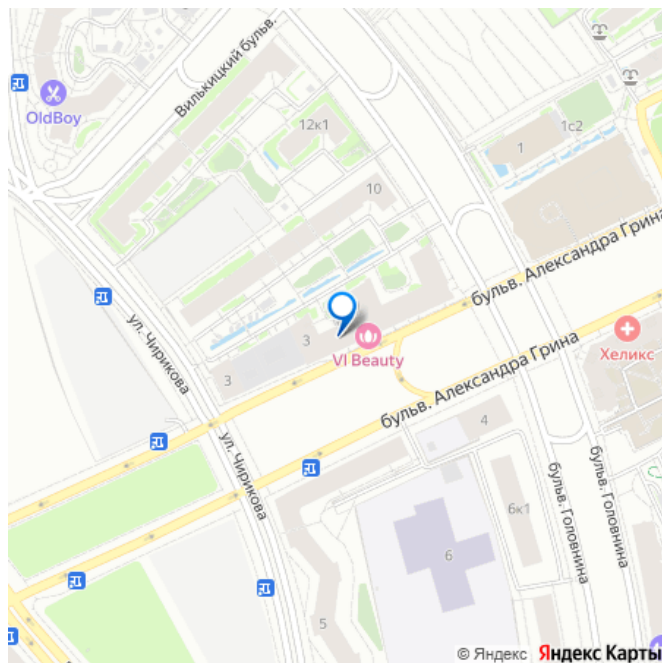 Вилькицкий бульв.
OldBoy
12к1
1с2
1
10
бульв. Александра Грина
ул. Чирикова
3
VI Beauty
3
Хеликс
бульв. Александра Грина
4
ул. Чирикова
бульв. Головнина
бульв. Головнина
6к1
6
5
© Яндекс Яндекс Карты